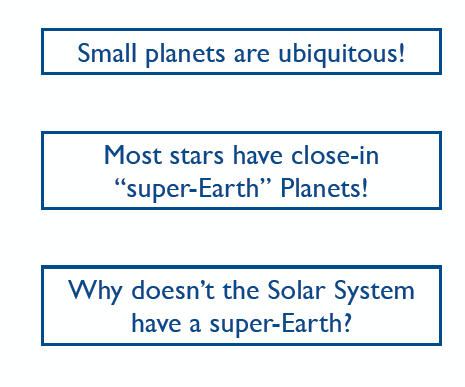 Small planets are ubiquitous!
Most stars have close-in
“super-Earth” Planets!
Why doesn’t the Solar System
have a super-Earth?